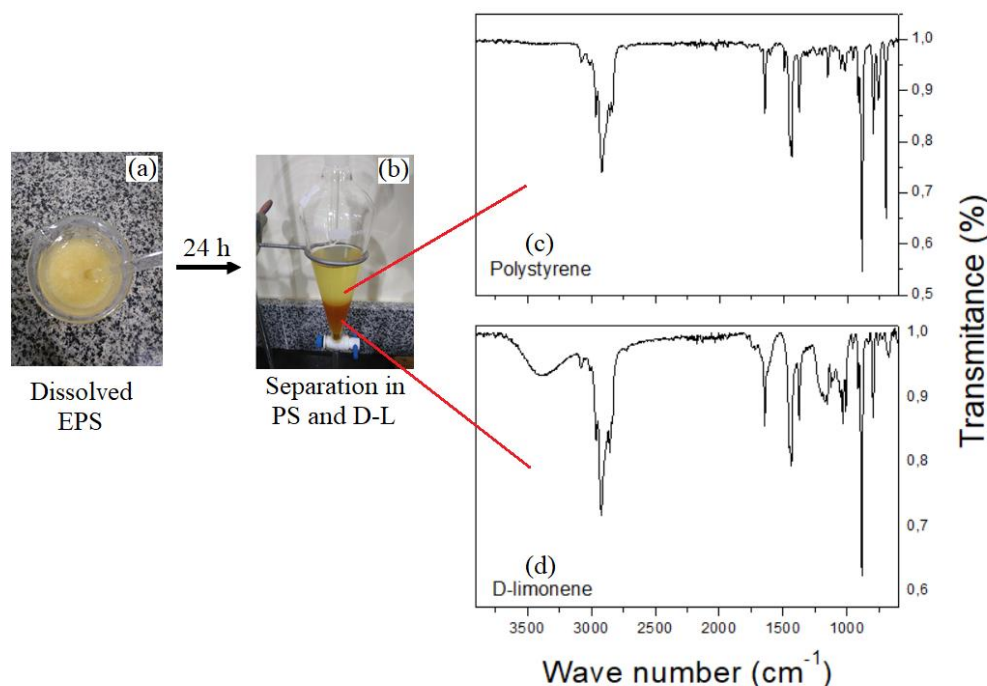 (a)
24 h
Dissolved
EPS
(b)
Separation in
PS and D-L
(c)
Polystyrene
1,0
0,9
0,8
0,7
0,6
0,5
(d)
D-limonene
1,0
0,9
0,8
0,7
0,6
3500 3000 2500 2000 1500 1000
Wave number (cm⁻¹)
Transmitance (%)